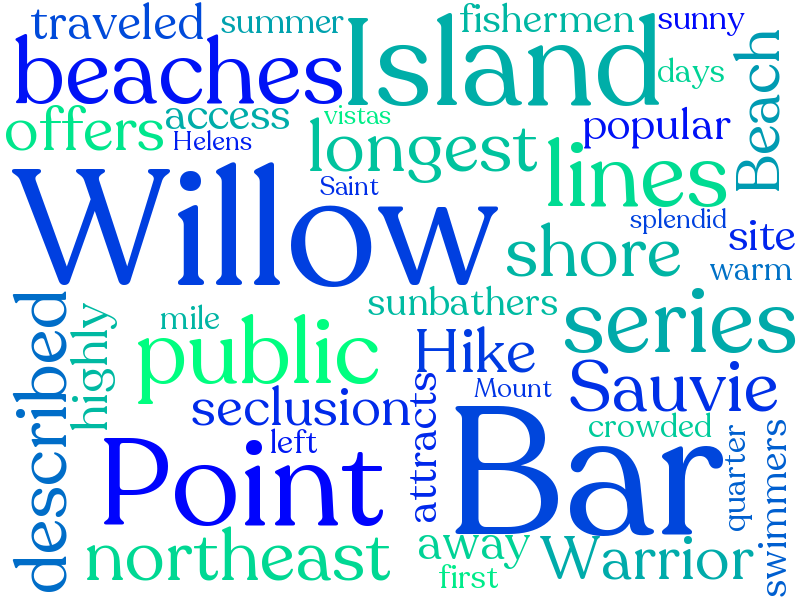 traveled summer fishermen sunny
beaches Island days Beach
offers access vistas popular
Helens longest lines
Willow Saint splendid
shore site
warm
described highly mile sunbathers series
public Hike
seclusion Mount Sauvie
left attracts crowded
Point Bar quarter swimmers
northeast away Warrior
first